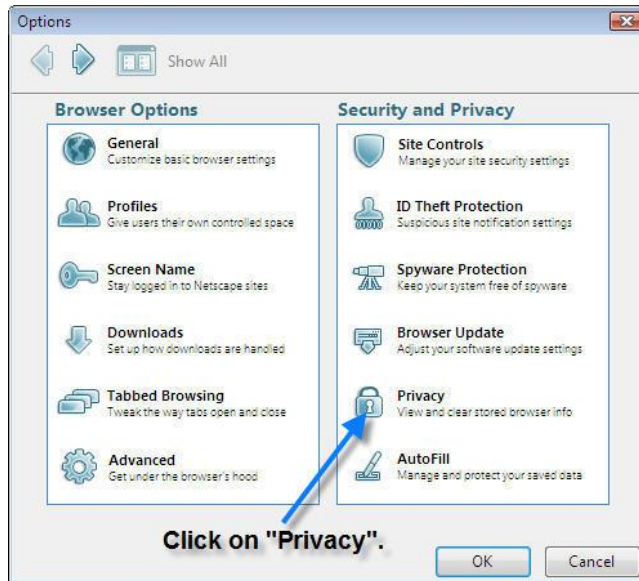 Options
Show All
Browser Options
General
Customize basic browser settings
Profiles
Give users their own controlled space
Screen Name
Stay logged in to Netscape sites
Downloads
Set up how downloads are handled
Tabbed Browsing
Tweak the way tabs open and close
Advanced
Get under the browser's hood
Security and Privacy
Site Controls
Manage your site security settings
ID Theft Protection
Suspicious site notification settings
Spyware Protection
Keep your system free of spyware
Browser Update
Adjust your software update settings
Privacy
View and clear stored browser info
AutoFill
Manage and protect your saved data
Click on "Privacy".
OK
Cancel